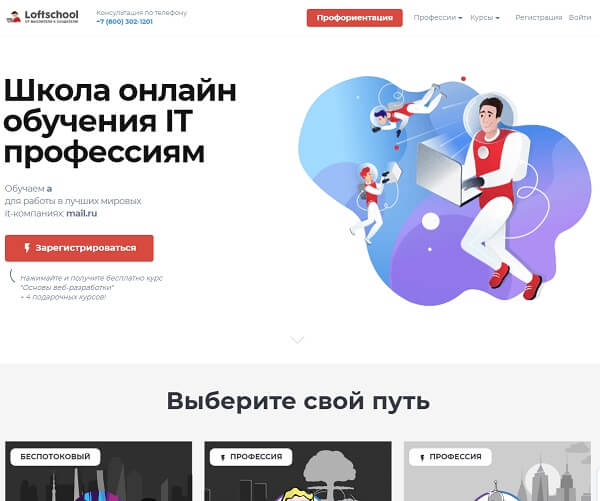 Loftschool
ОТ МЫСЛИТЕЛЯ К СОЗДАТЕЛЮ
Консультация по телефону
+7 (800) 302-1201
Профориентация
Профессии
Курсы
Регистрация
Войти
Школа онлайн
обучения IT
профессиям
Обучаем а
для работы в лучших мировых
it-компаниях: mail.ru
Зарегистрироваться
Нажимайте и получите бесплатно курс
"Основы веб-разработки"
+ 4 подарочных курсов!
Выберите свой путь
БЕСПОТОКОВЫЙ
ПРОФЕССИЯ
ПРОФЕССИЯ